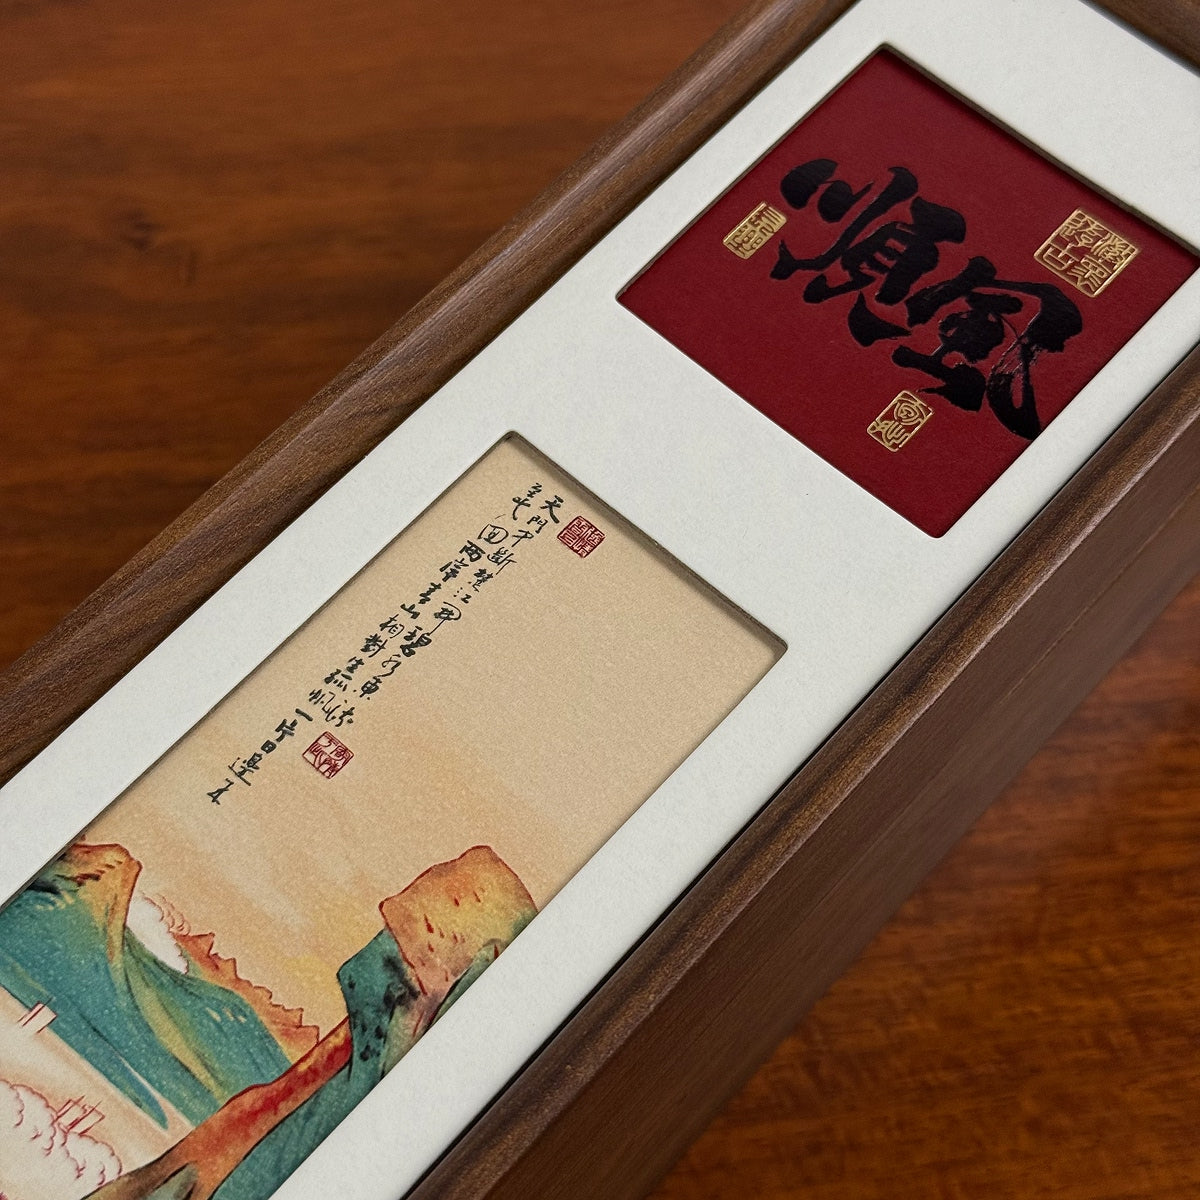 風順
天門中斷楚江開碧水東流
至此回兩岸青山相對出孤帆一片日邊來